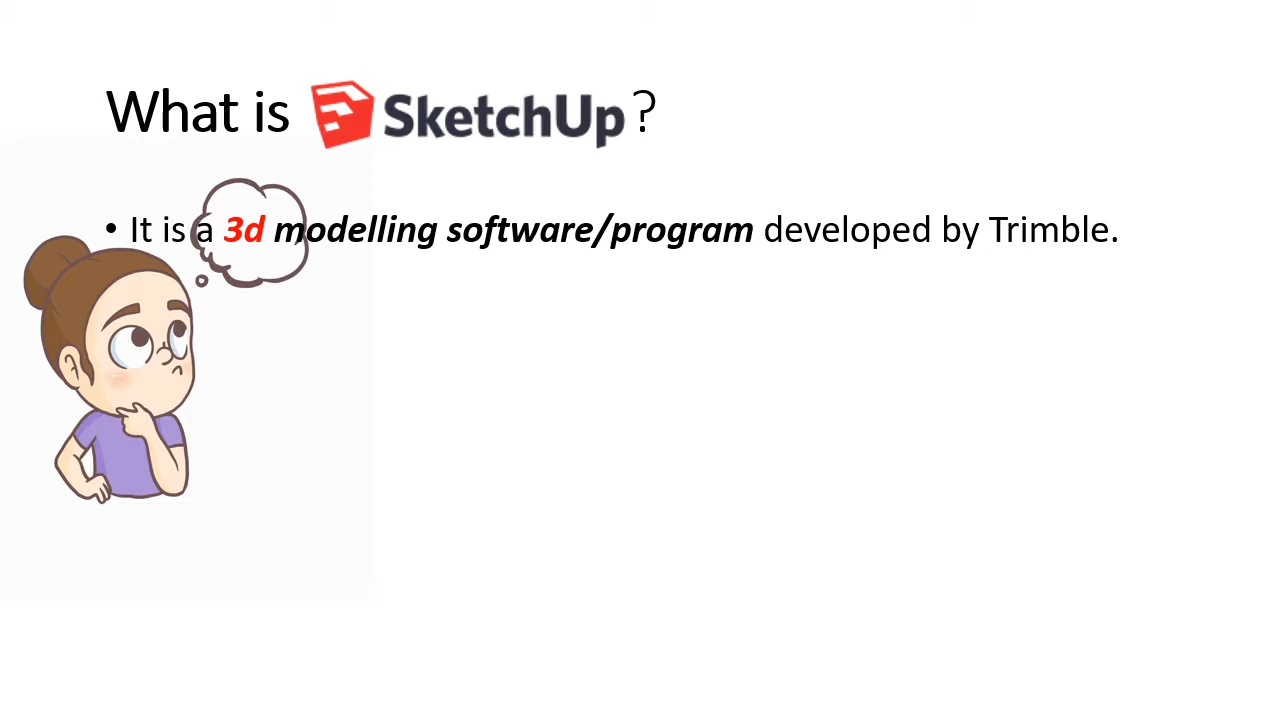 What is SketchUp?
• It is a 3d modelling software/program developed by Trimble.